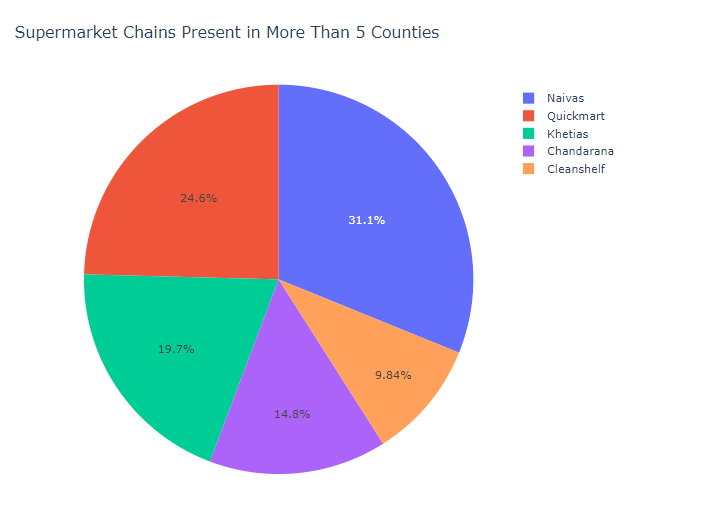 Supermarket Chains Present in More Than 5 Counties
Naivas
Quickmart
Khetias
Chandarana
Cleanshelf
24.6%
31.1%
19.7%
9.84%
14.8%